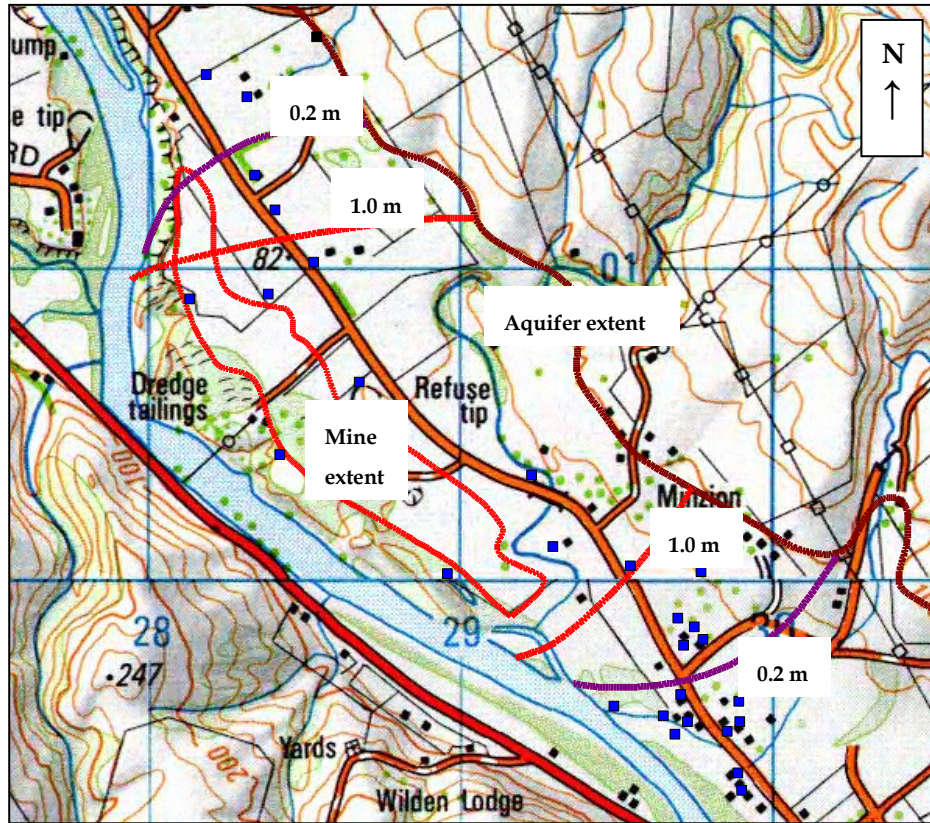 N
ump
0.2 m
e tip
RD
1.0 m
82
01
Aquifer extent
Dredge
tailings
Refuse
tip
100
Mine
extent
1.0 m
28
29
247
0.2 m
200
Yards
Wilden Lodge